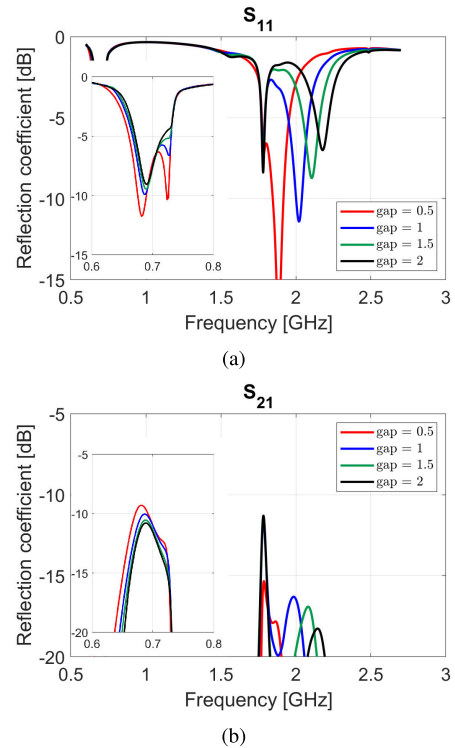 S11
Reflection coefficient [dB]
0
-5
-10
-15
0
-5
-10
-15
0.6
0.7
0.8
gap = 0.5
gap = 1
gap = 1.5
gap = 2
0.5
1
1.5
2
2.5
3
Frequency [GHz]
(a)
S21
Reflection coefficient [dB]
-5
-10
-15
-20
-5
-10
-15
-20
0.6
0.7
0.8
gap = 0.5
gap = 1
gap = 1.5
gap = 2
0.5
1
1.5
2
2.5
3
Frequency [GHz]
(b)